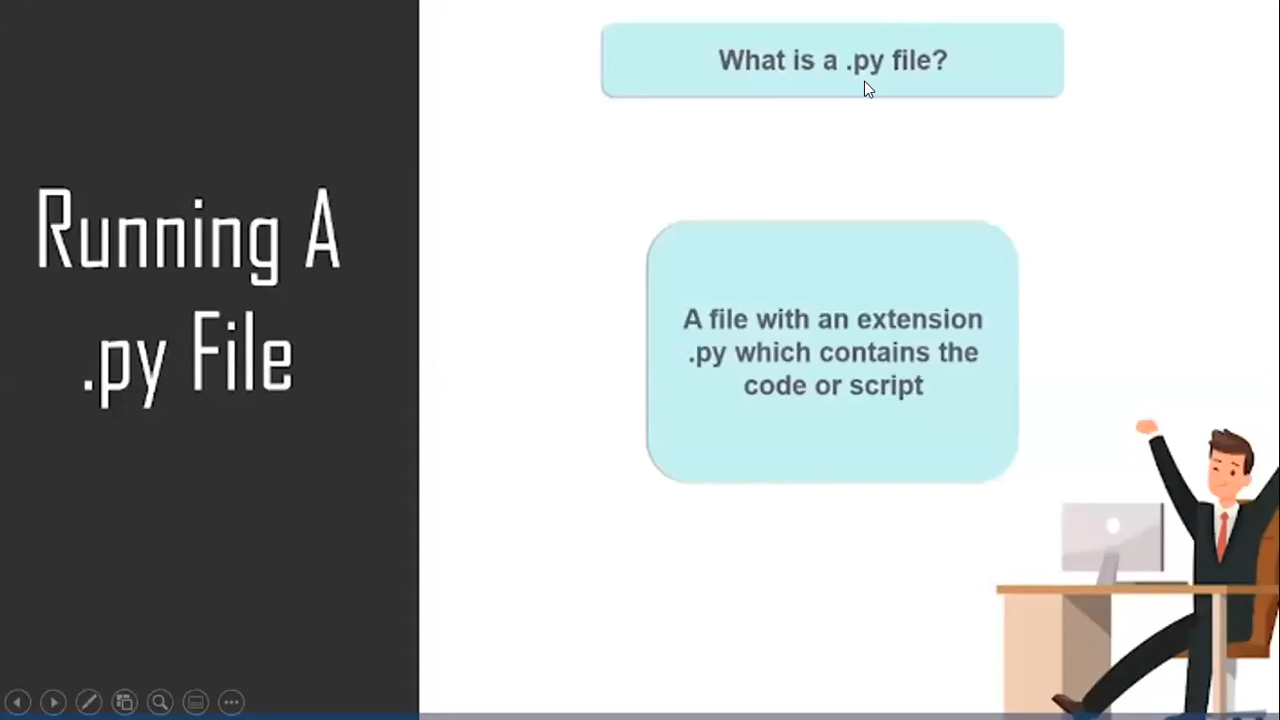 Running A
.py File
What is a .py file?
A file with an extension
.py which contains the
code or script